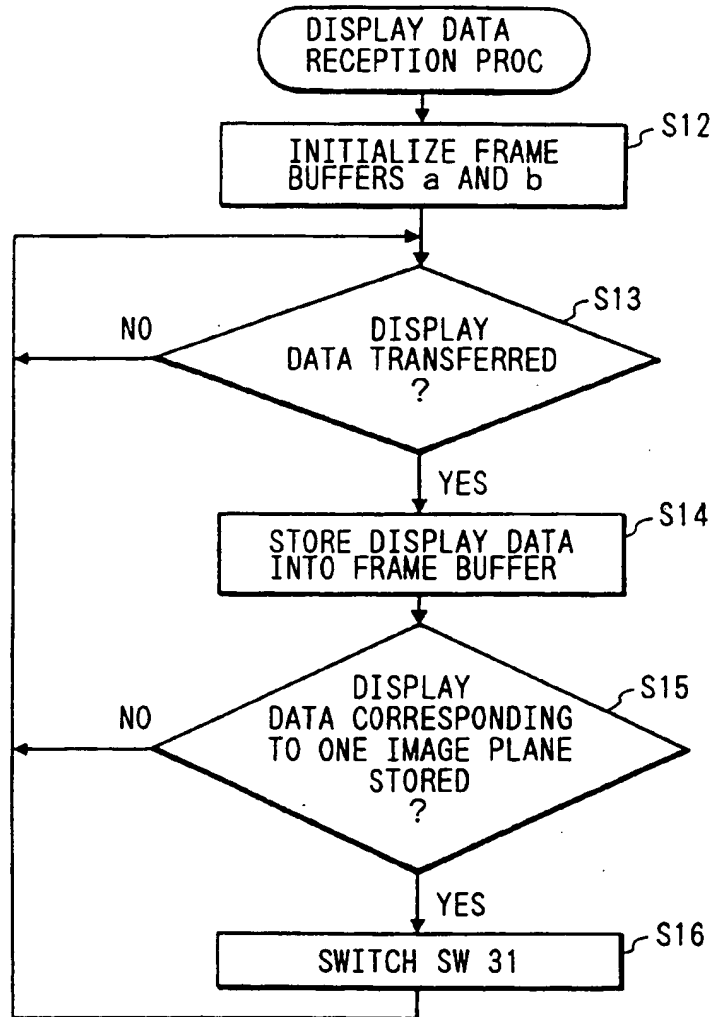 DISPLAY DATA
RECEPTION PROC
S12
INITIALIZE FRAME
BUFFERS a AND b
S13
NO
DISPLAY
DATA TRANSFERRED
?
YES
S14
STORE DISPLAY DATA
INTO FRAME BUFFER
S15
NO
DISPLAY
DATA CORRESPONDING
TO ONE IMAGE PLANE
STORED
?
YES
S16
SWITCH SW 31